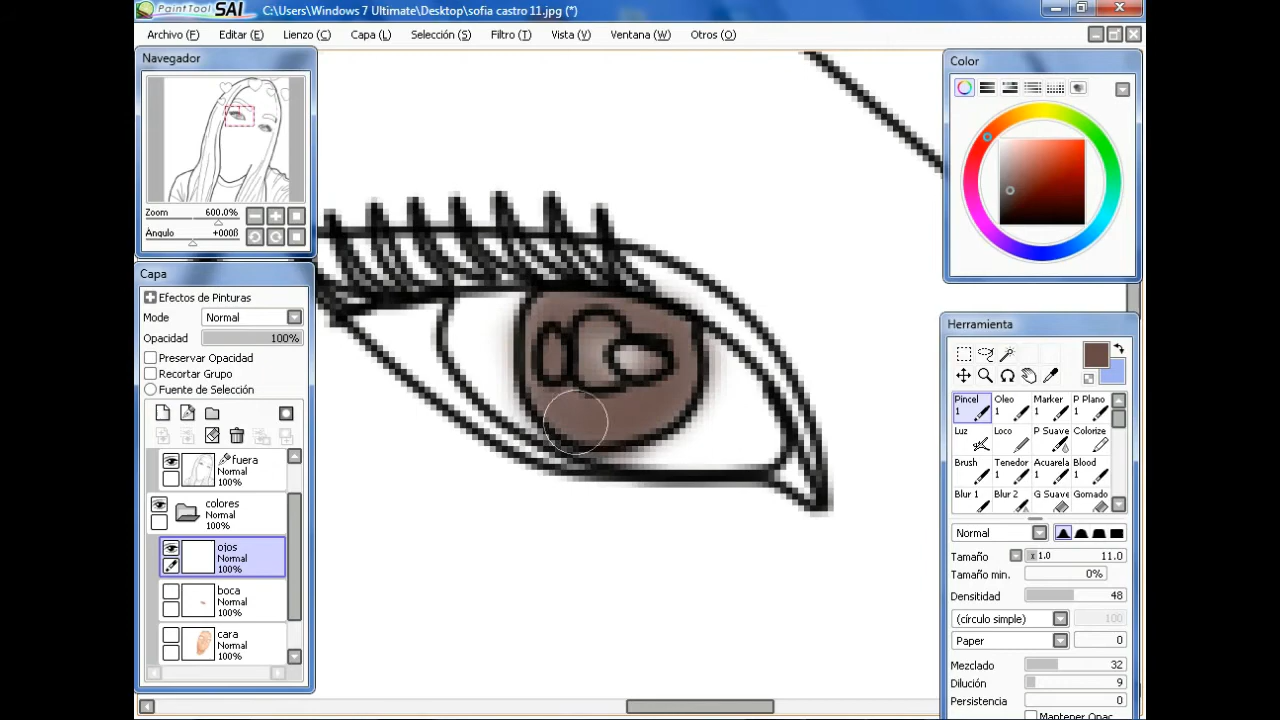 PaintTool SAI C:\Users\Windows 7 Ultimate\Desktop\sofia castro 11.jpg (*)
Archivo (F) Editar (E) Lienzo (C) Capa (L) Selección (S) Filtro (T) Vista (V) Ventana (W) Otros (O)
Navegador
Zoom 600.0%
Ángulo +000ß
Capa
Efectos de Pinturas
Modo Normal
Opacidad 100%
Preservar Opacidad
Recortar Grupo
Fuente de Selección
fuera
Normal
100%
colores
Normal
100%
ojos
Normal
100%
boca
Normal
100%
cara
Normal
100%
Color
Herramienta
Pincel Oleo Marker P Plano
1 1 1 1
Luz Loco P Suave Colorize
Brush Tenedor Acuarela Blood
1 1 1
Blur 1 Blur 2 G Suave Gomado
Normal
Tamaño x 1.0 11.0
Tamaño min. 0%
Densitidad 48
(círculo simple) 100
Paper 0
Mezclado 32
Dilución 9
Persistencia 0
Mantener Opac